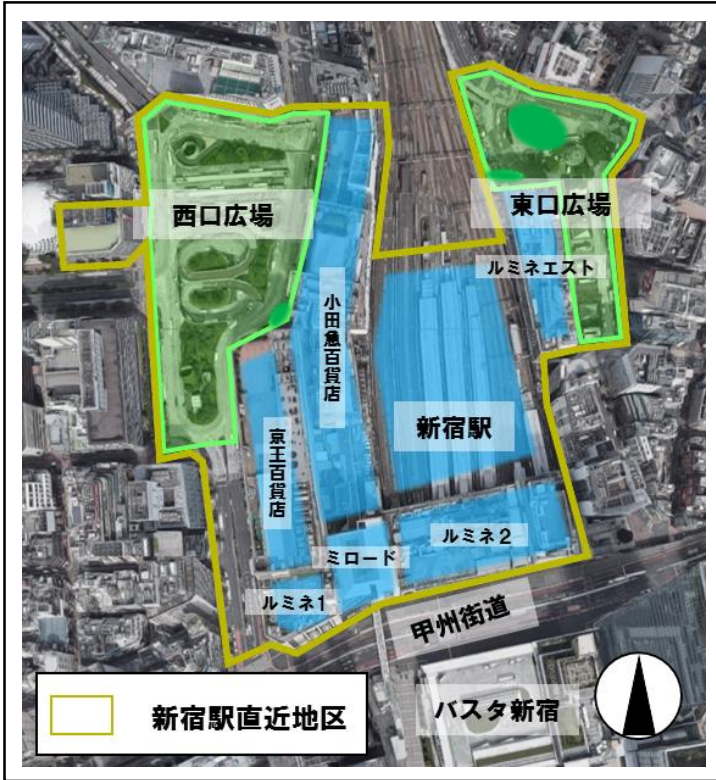 西口広場
東口広場
ルミネエスト
小田急百貨店
新宿駅
京王百貨店
ルミネ2
ミロード
ルミネ1
甲州街道
新宿駅直近地区
バスタ新宿